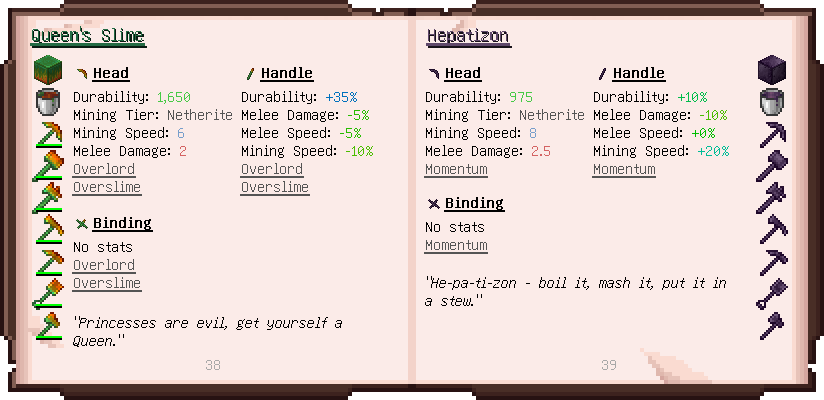 Queen's Slime
Head
Durability: 1,650
Mining Tier: Netherite
Mining Speed: 6
Melee Damage: 2
Overlord
Overslime
Handle
Durability: +35%
Melee Damage: -5%
Melee Speed: -5%
Mining Speed: -10%
Overlord
Overslime
Binding
No stats
Overlord
Overslime
"Princesses are evil, get yourself a
Queen."
38
Hepatizon
Head
Durability: 975
Mining Tier: Netherite
Mining Speed: 8
Melee Damage: 2.5
Momentum
Handle
Durability: +10%
Melee Damage: -10%
Melee Speed: +0%
Mining Speed: +20%
Momentum
Binding
No stats
Momentum
"He-pa-ti-zon - boil it, mash it, put it in
a stew."
39